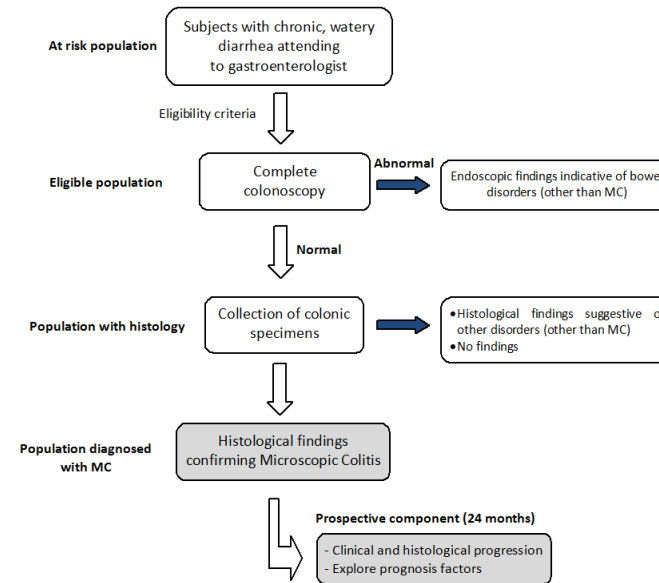 Subjects with chronic, watery
diarrhea attending
to gastroenterologist
At risk population
Eligibility criteria
Complete
colonoscopy
Eligible population
Abnormal
Endoscopic findings indicative of bowe
disorders (other than MC)
Normal
Collection of colonic
specimens
Population with histology
•Histological findings suggestive o
other disorders (other than MC)
•No findings
Histological findings
confirming Microscopic Colitis
Population diagnosed
with MC
Prospective component (24 months)
- Clinical and histological progression
- Explore prognosis factors